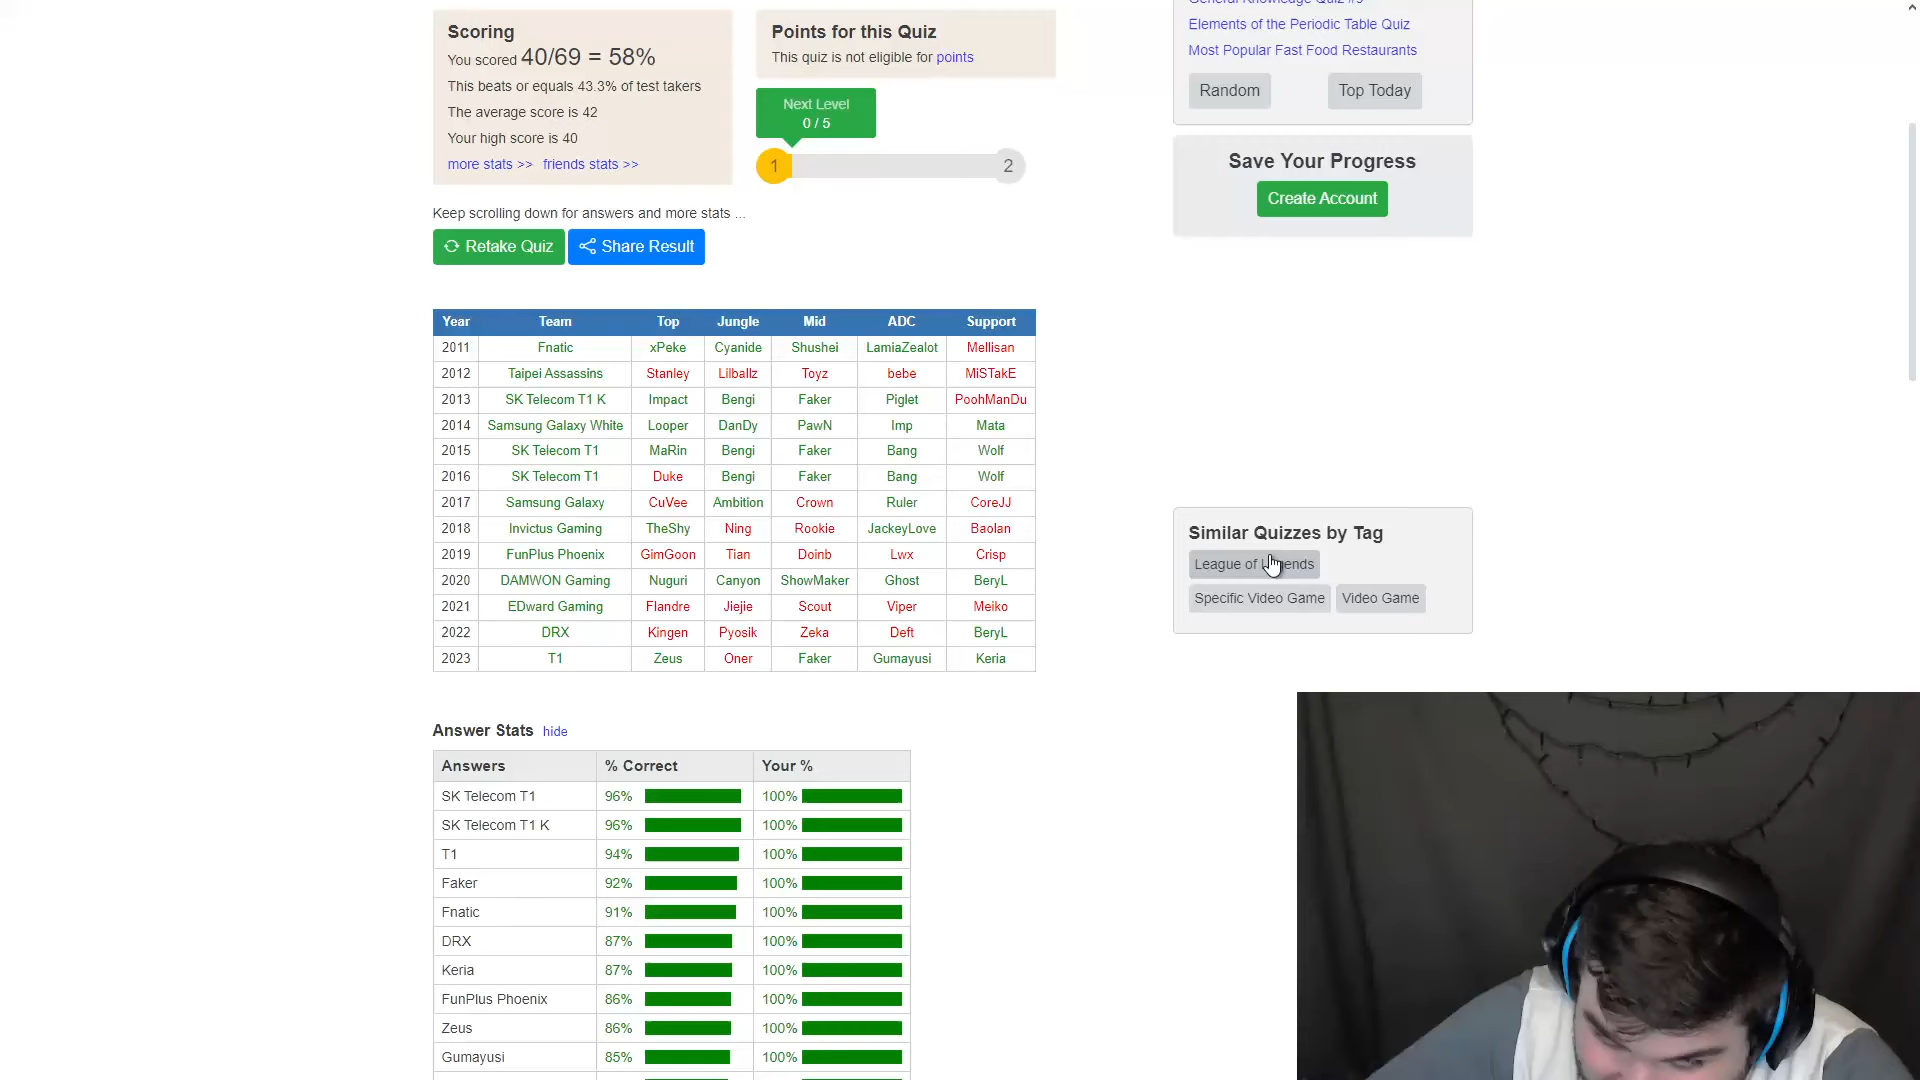 General Knowledge Quiz #9
Elements of the Periodic Table Quiz
Most Popular Fast Food Restaurants
Random Top Today
Scoring
You scored 40/69 = 58%
This beats or equals 43.3% of test takers
The average score is 42
Your high score is 40
more stats >> friends stats >>
Points for this Quiz
This quiz is not eligible for points
Next Level
0 / 5
1 2
Save Your Progress
Create Account
Keep scrolling down for answers and more stats ...
Retake Quiz Share Result
Year Team Top Jungle Mid ADC Support
2011 Fnatic xPeke Cyanide Shushei LamiaZealot Mellisan
2012 Taipei Assassins Stanley Lilballz Toyz bebe MiSTakE
2013 SK Telecom T1 K Impact Bengi Faker Piglet PoohManDu
2014 Samsung Galaxy White Looper DanDy PawN Imp Mata
2015 SK Telecom T1 MaRin Bengi Faker Bang Wolf
2016 SK Telecom T1 Duke Bengi Faker Bang Wolf
2017 Samsung Galaxy CuVee Ambition Crown Ruler CoreJJ
2018 Invictus Gaming TheShy Ning Rookie JackeyLove Baolan
2019 FunPlus Phoenix GimGoon Tian Doinb Lwx Crisp
2020 DAMWON Gaming Nuguri Canyon ShowMaker Ghost BeryL
2021 EDward Gaming Flandre Jiejie Scout Viper Meiko
2022 DRX Kingen Pyosik Zeka Deft BeryL
2023 T1 Zeus Oner Faker Gumayusi Keria
Similar Quizzes by Tag
League of
Specific Video Game Video Game
Answer Stats hide
Answers % Correct Your %
SK Telecom T1 96% 100%
SK Telecom T1 K 96% 100%
T1 94% 100%
Faker 92% 100%
Fnatic 91% 100%
DRX 87% 100%
Keria 87% 100%
FunPlus Phoenix 86% 100%
Zeus 86% 100%
Gumayusi 85% 100%